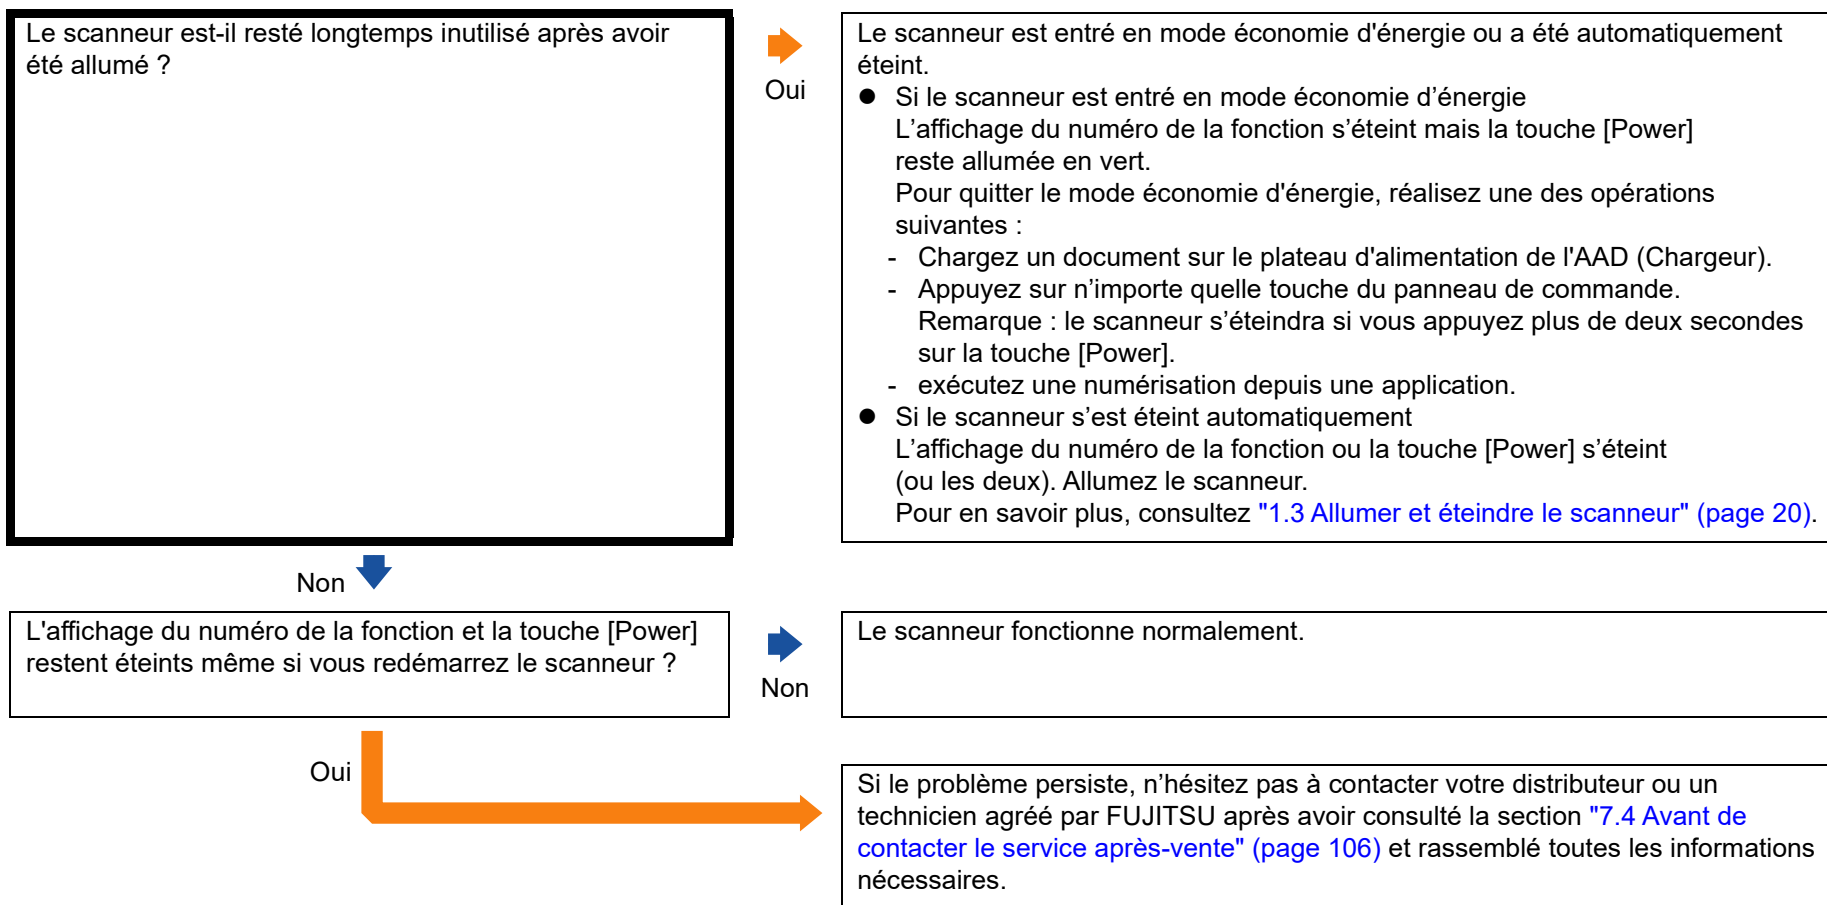 Le scanneur est-il resté longtemps inutilisé après avoir
été allumé ?
Oui
Le scanneur est entré en mode économie d'énergie ou a été automatiquement
éteint.
● Si le scanneur est entré en mode économie d’énergie
L’affichage du numéro de la fonction s’éteint mais la touche [Power]
reste allumée en vert.
Pour quitter le mode économie d'énergie, réalisez une des opérations
suivantes :
- Chargez un document sur le plateau d'alimentation de l'AAD (Chargeur).
- Appuyez sur n’importe quelle touche du panneau de commande.
Remarque : le scanneur s’éteindra si vous appuyez plus de deux secondes
sur la touche [Power].
- exécutez une numérisation depuis une application.
● Si le scanneur s’est éteint automatiquement
L’affichage du numéro de la fonction ou la touche [Power] s’éteint
(ou les deux). Allumez le scanneur.
Pour en savoir plus, consultez "1.3 Allumer et éteindre le scanneur" (page 20).
Non
L'affichage du numéro de la fonction et la touche [Power]
restent éteints même si vous redémarrez le scanneur ?
Non
Le scanneur fonctionne normalement.
Oui
Si le problème persiste, n’hésitez pas à contacter votre distributeur ou un
technicien agréé par FUJITSU après avoir consulté la section "7.4 Avant de
contacter le service après-vente" (page 106) et rassemblé toutes les informations
nécessaires.